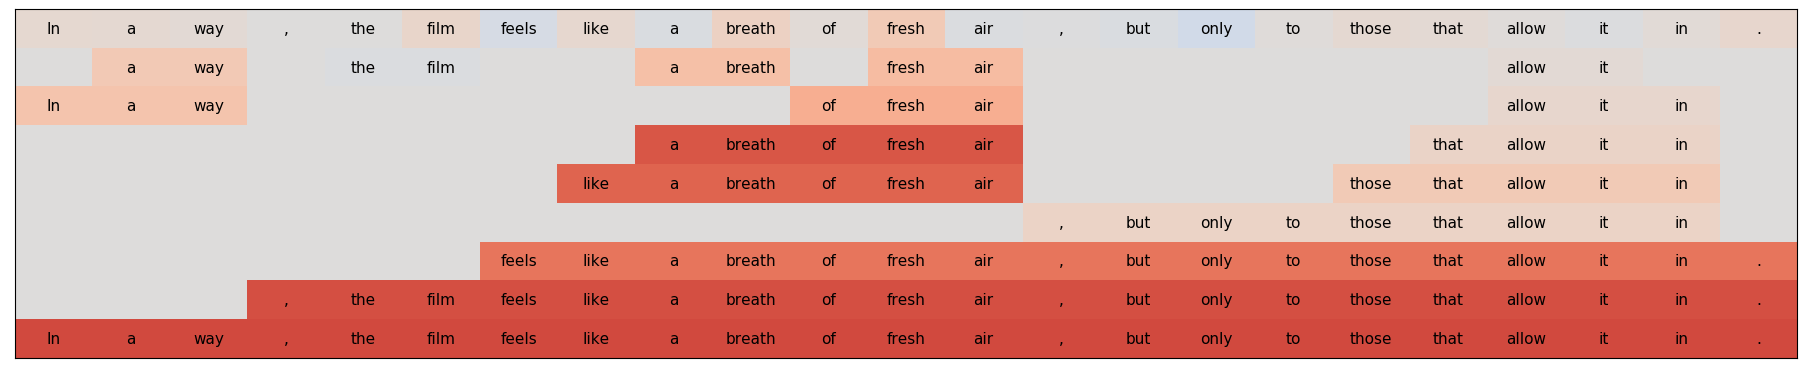 In a way , the film feels like a breath of fresh air , but only to those that allow it in .
a way the film a breath fresh air allow it
In a way of fresh air allow it in
a breath of fresh air that allow it in
like a breath of fresh air those that allow it in
, but only to those that allow it in
feels like a breath of fresh air , but only to those that allow it in .
, the film feels like a breath of fresh air , but only to those that allow it in .
In a way , the film feels like a breath of fresh air , but only to those that allow it in .